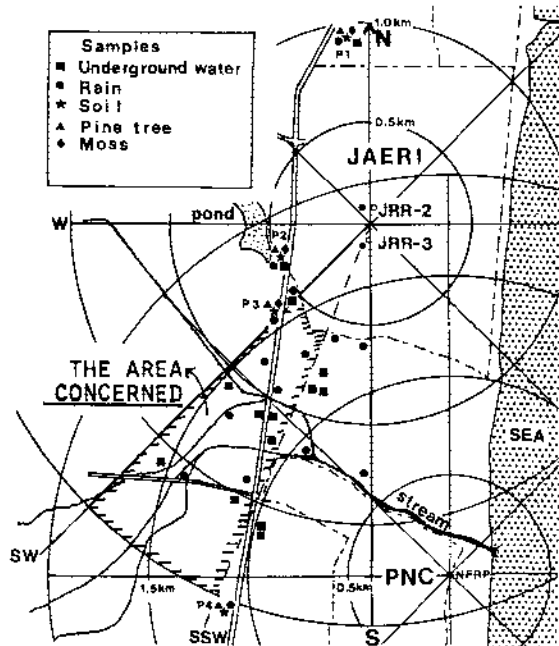 Samples
Underground water
Rain
Soil
Pine tree
Moss
1.0km
N
P1
0.5km
JAERI
JRR-2
W
pond
P2
JRR-3
P3
THE AREA
CONCERNED
SEA
stream
SW
PNC
NFRP
1.5km
0.5km
P4
SSW
S